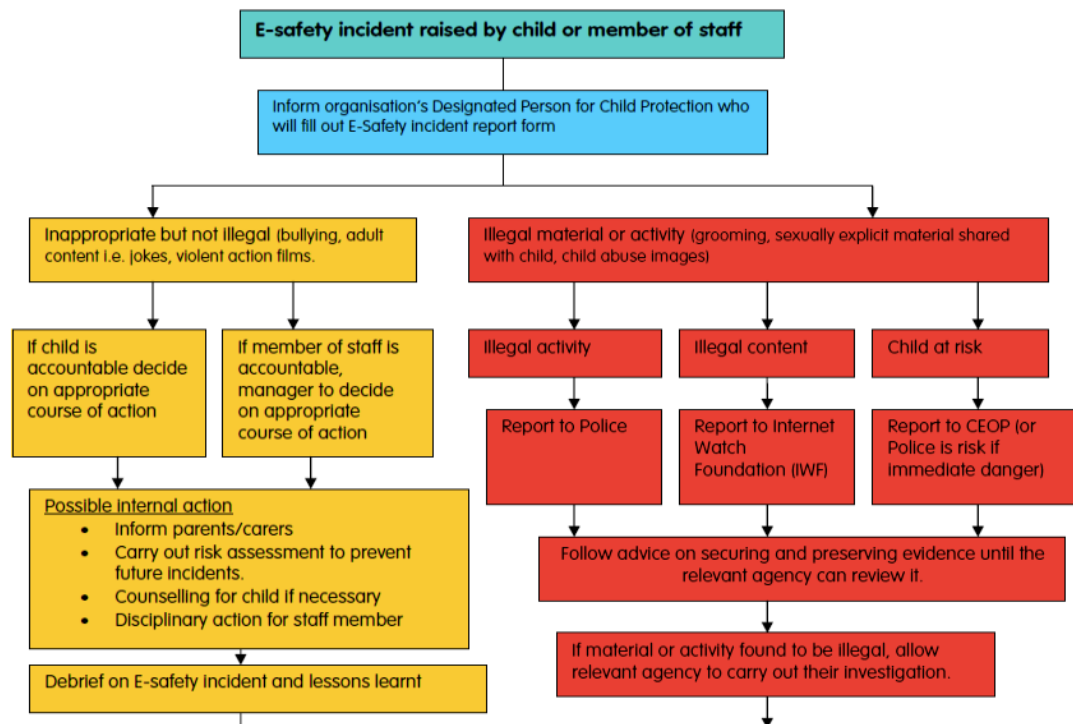 E-safety incident raised by child or member of staff
Inform organisation's Designated Person for Child Protection who
will fill out E-Safety incident report form
Inappropriate but not illegal (bullying, adult
content i.e. jokes, violent action films.
If child is
accountable decide
on appropriate
course of action
If member of staff is
accountable,
manager to decide
on appropriate
course of action
Possible internal action
• Inform parents/carers
• Carry out risk assessment to prevent
future incidents.
• Counselling for child if necessary
• Disciplinary action for staff member
Debrief on E-safety incident and lessons learnt
Illegal material or activity (grooming, sexually explicit material shared
with child, child abuse images)
Illegal activity
Report to Police
Illegal content
Report to Internet
Watch
Foundation (IWF)
Child at risk
Report to CEOP (or
Police is risk if
immediate danger)
Follow advice on securing and preserving evidence until the
relevant agency can review it.
If material or activity found to be illegal, allow
relevant agency to carry out their investigation.